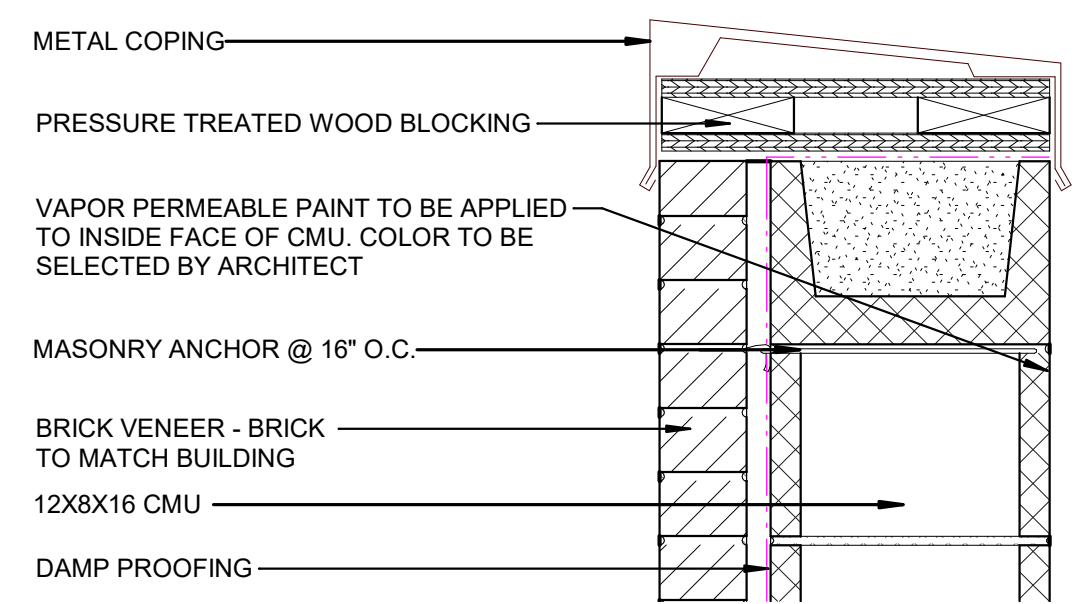 METAL COPING
PRESSURE TREATED WOOD BLOCKING
VAPOR PERMEABLE PAINT TO BE APPLIED
TO INSIDE FACE OF CMU. COLOR TO BE
SELECTED BY ARCHITECT
MASONRY ANCHOR @ 16" O.C.
BRICK VENEER - BRICK
TO MATCH BUILDING
12X8X16 CMU
DAMP PROOFING